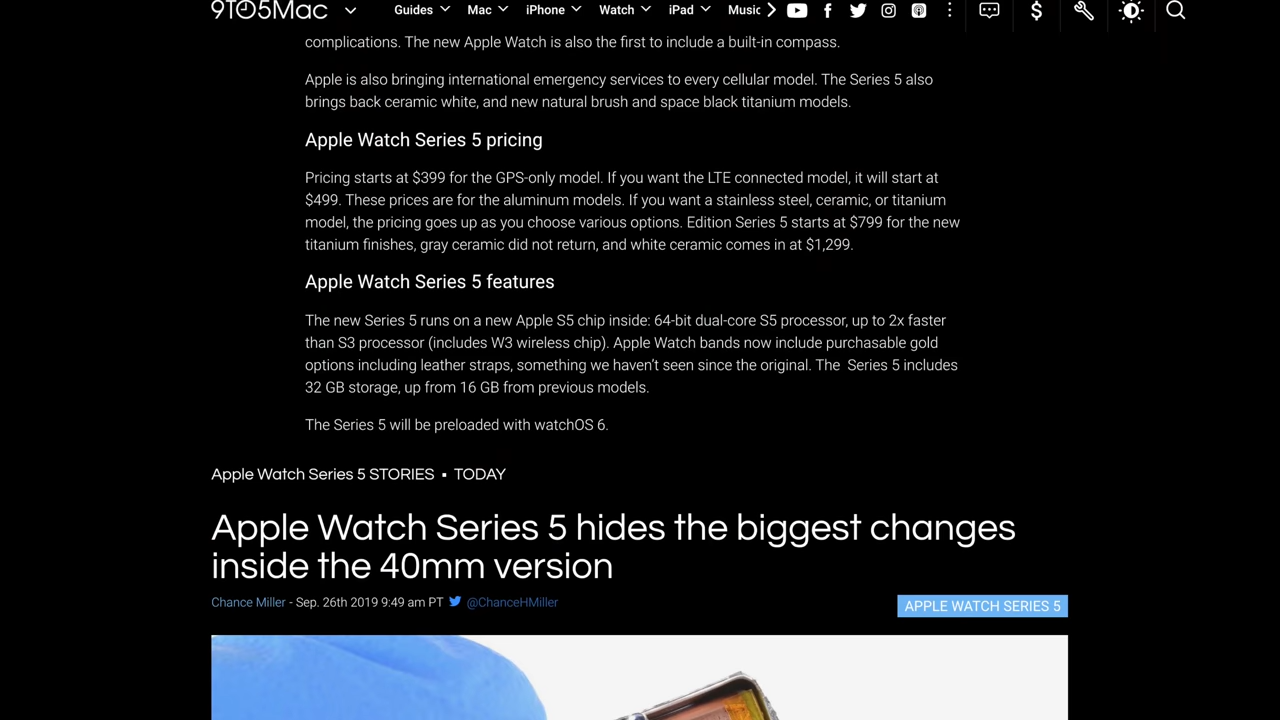 9TO5Mac Guides Mac iPhone Watch iPad Music
complications. The new Apple Watch is also the first to include a built-in compass.
Apple is also bringing international emergency services to every cellular model. The Series 5 also
brings back ceramic white, and new natural brush and space black titanium models.
Apple Watch Series 5 pricing
Pricing starts at $399 for the GPS-only model. If you want the LTE connected model, it will start at
$499. These prices are for the aluminum models. If you want a stainless steel, ceramic, or titanium
model, the pricing goes up as you choose various options. Edition Series 5 starts at $799 for the new
titanium finishes, gray ceramic did not return, and white ceramic comes in at $1,299.
Apple Watch Series 5 features
The new Series 5 runs on a new Apple S5 chip inside: 64-bit dual-core S5 processor, up to 2x faster
than S3 processor (includes W3 wireless chip). Apple Watch bands now include purchasable gold
options including leather straps, something we haven’t seen since the original. The  Series 5 includes
32 GB storage, up from 16 GB from previous models.
The Series 5 will be preloaded with watchOS 6.
Apple Watch Series 5 STORIES ▪ TODAY
Apple Watch Series 5 hides the biggest changes
inside the 40mm version
Chance Miller - Sep. 26th 2019 9:49 am PT @ChanceHMiller
APPLE WATCH SERIES 5